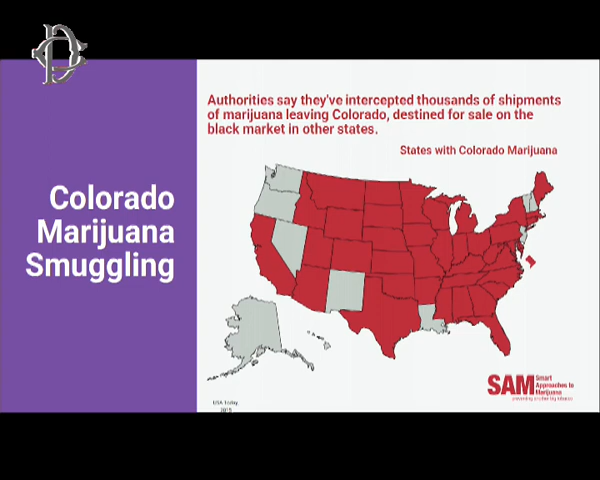 Authorities say they've intercepted thousands of shipments
of marijuana leaving Colorado, destined for sale on the
black market in other states.
States with Colorado Marijuana
Colorado
Marijuana
Smuggling
SAM Smart
Approaches to
Marijuana
USA Today,